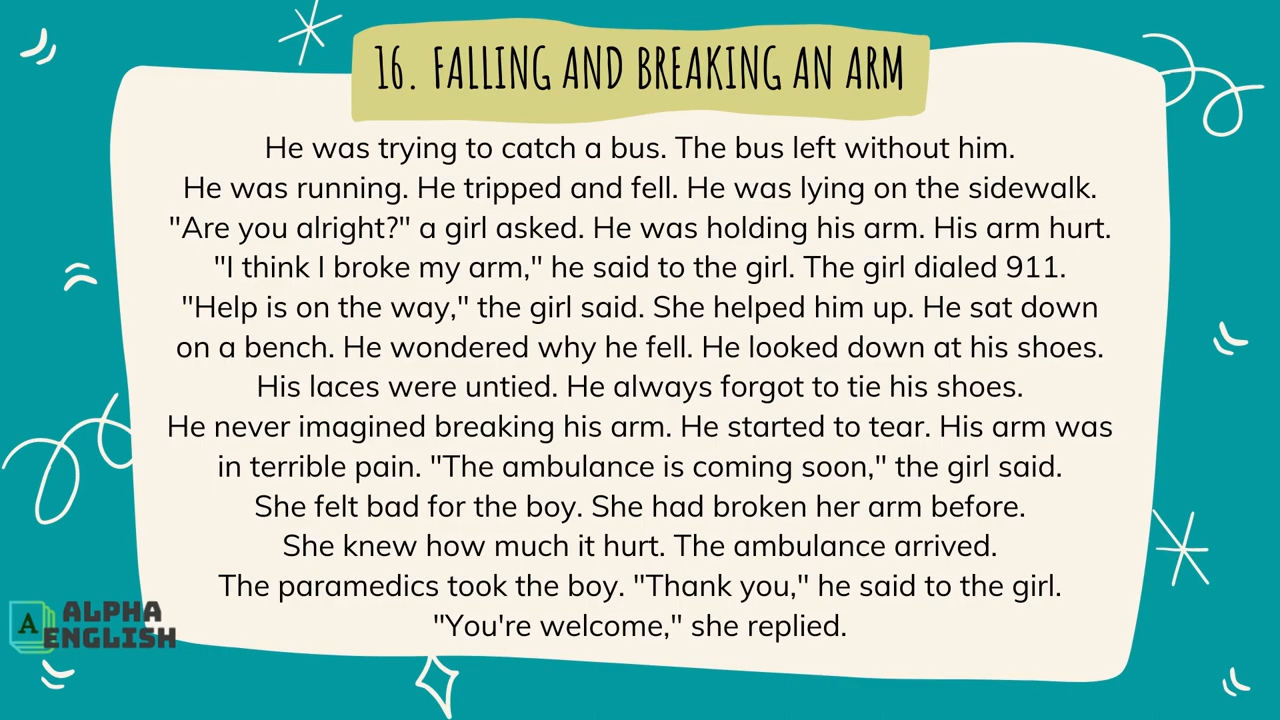 16. FALLING AND BREAKING AN ARM
He was trying to catch a bus. The bus left without him.
He was running. He tripped and fell. He was lying on the sidewalk.
"Are you alright?" a girl asked. He was holding his arm. His arm hurt.
"I think I broke my arm," he said to the girl. The girl dialed 911.
"Help is on the way," the girl said. She helped him up. He sat down
on a bench. He wondered why he fell. He looked down at his shoes.
His laces were untied. He always forgot to tie his shoes.
He never imagined breaking his arm. He started to tear. His arm was
in terrible pain. "The ambulance is coming soon," the girl said.
She felt bad for the boy. She had broken her arm before.
She knew how much it hurt. The ambulance arrived.
The paramedics took the boy. "Thank you," he said to the girl.
"You're welcome," she replied.
A
ALPHA
ENGLISH